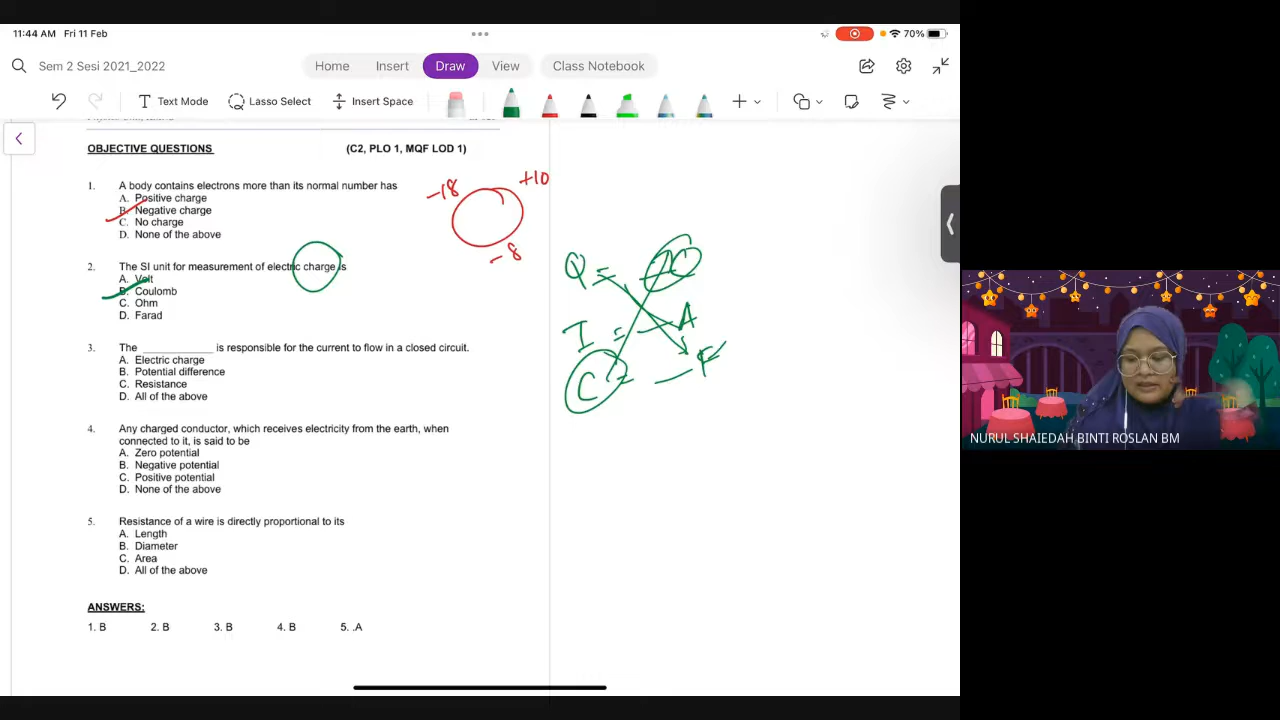 11:44 AM Fri 11 Feb
70%
Sem 2 Sesi 2021_2022
Home Insert Draw View Class Notebook
Text Mode Lasso Select Insert Space
OBJECTIVE QUESTIONS (C2, PLO 1, MQF LOD 1)
1. A body contains electrons more than its normal number has
A. Positive charge
B. Negative charge
C. No charge
D. None of the above
-18 +10
-8
2. The SI unit for measurement of electric charge is
A. Volt
B. Coulomb
C. Ohm
D. Farad
Q = C
I = A
C = F
3. The ____________ is responsible for the current to flow in a closed circuit.
A. Electric charge
B. Potential difference
C. Resistance
D. All of the above
4. Any charged conductor, which receives electricity from the earth, when
connected to it, is said to be
A. Zero potential
B. Negative potential
C. Positive potential
D. None of the above
5. Resistance of a wire is directly proportional to its
A. Length
B. Diameter
C. Area
D. All of the above
ANSWERS:
1. B 2. B 3. B 4. B 5. .A
NURUL SHAIEDAH BINTI ROSLAN BM